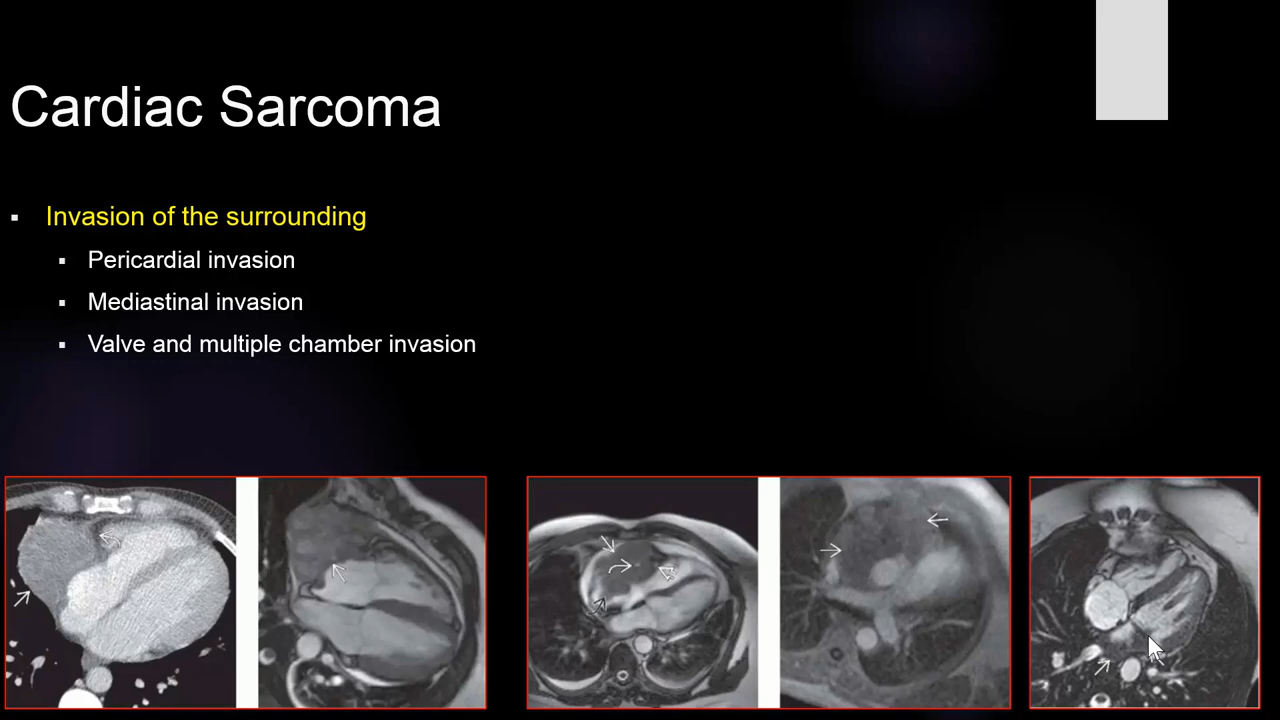 Cardiac Sarcoma
Invasion of the surrounding
Pericardial invasion
Mediastinal invasion
Valve and multiple chamber invasion